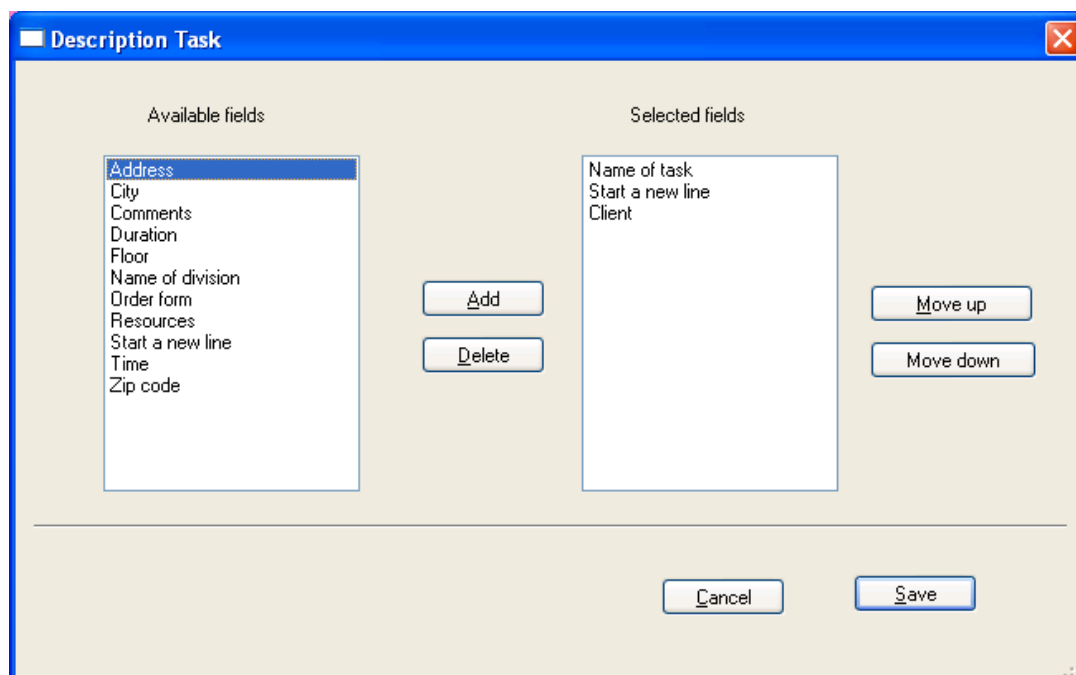 Description Task
Available fields
Selected fields
Address
City
Comments
Duration
Floor
Name of division
Order form
Resources
Start a new line
Time
Zip code
Add
Delete
Name of task
Start a new line
Client
Move up
Move down
Cancel
Save